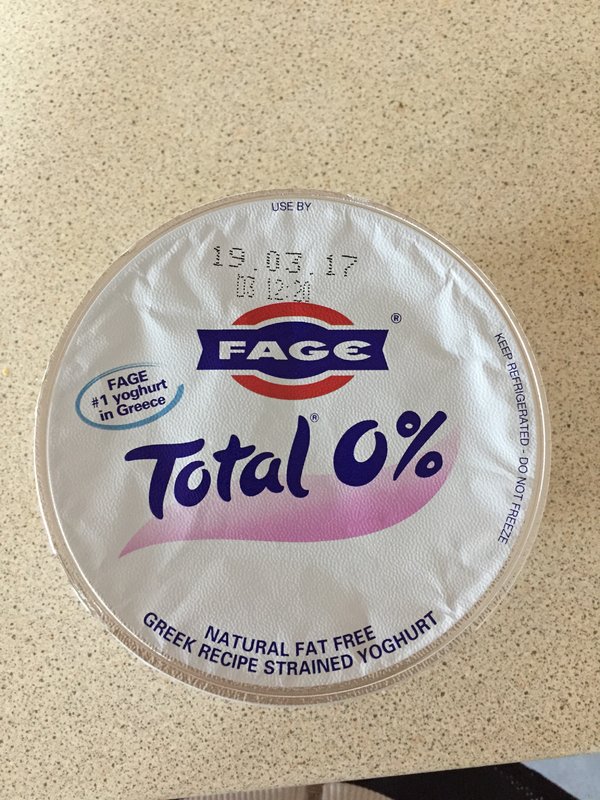 USE BY
19.03.17
03 12:20
FAGE®
FAGE
#1 yoghurt
in Greece
Total® 0%
KEEP REFRIGERATED - DO NOT FREEZE
NATURAL FAT FREE
GREEK RECIPE STRAINED YOGHURT